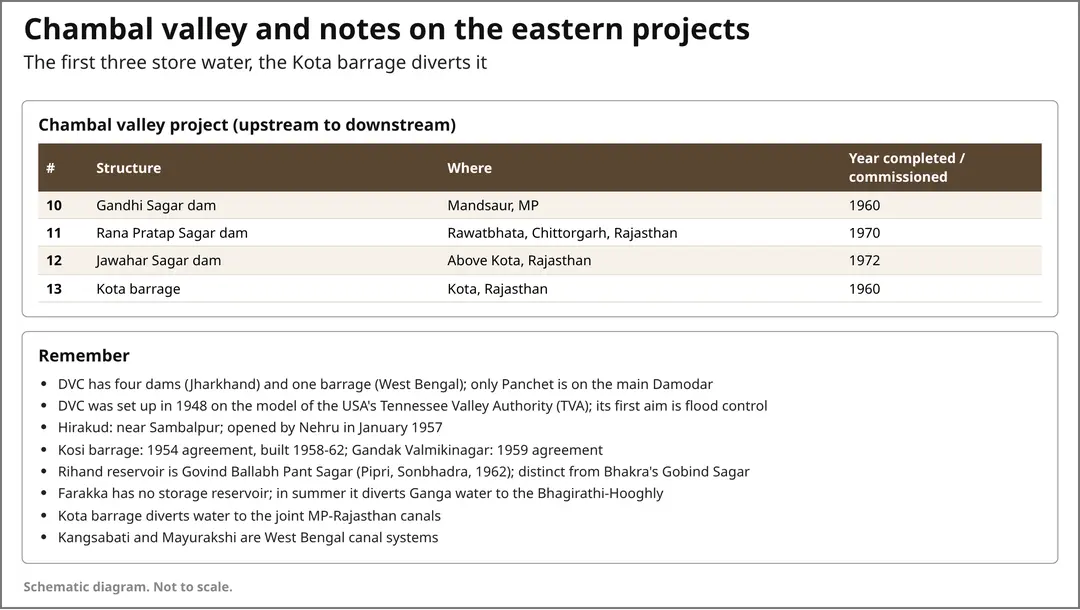 Chambal valley and notes on the eastern projects
The first three store water, the Kota barrage diverts it
Chambal valley project (upstream to downstream)
# Structure Where Year completed / commissioned
10 Gandhi Sagar dam Mandsaur, MP 1960
11 Rana Pratap Sagar dam Rawatbhata, Chittorgarh, Rajasthan 1970
12 Jawahar Sagar dam Above Kota, Rajasthan 1972
13 Kota barrage Kota, Rajasthan 1960
Remember
• DVC has four dams (Jharkhand) and one barrage (West Bengal); only Panchet is on the main Damodar
• DVC was set up in 1948 on the model of the USA's Tennessee Valley Authority (TVA); its first aim is flood control
• Hirakud: near Sambalpur; opened by Nehru in January 1957
• Kosi barrage: 1954 agreement, built 1958-62; Gandak Valmikinagar: 1959 agreement
• Rihand reservoir is Govind Ballabh Pant Sagar (Pipri, Sonbhadra, 1962); distinct from Bhakra's Gobind Sagar
• Farakka has no storage reservoir; in summer it diverts Ganga water to the Bhagirathi-Hooghly
• Kota barrage diverts water to the joint MP-Rajasthan canals
• Kangsabati and Mayurakshi are West Bengal canal systems
Schematic diagram. Not to scale.